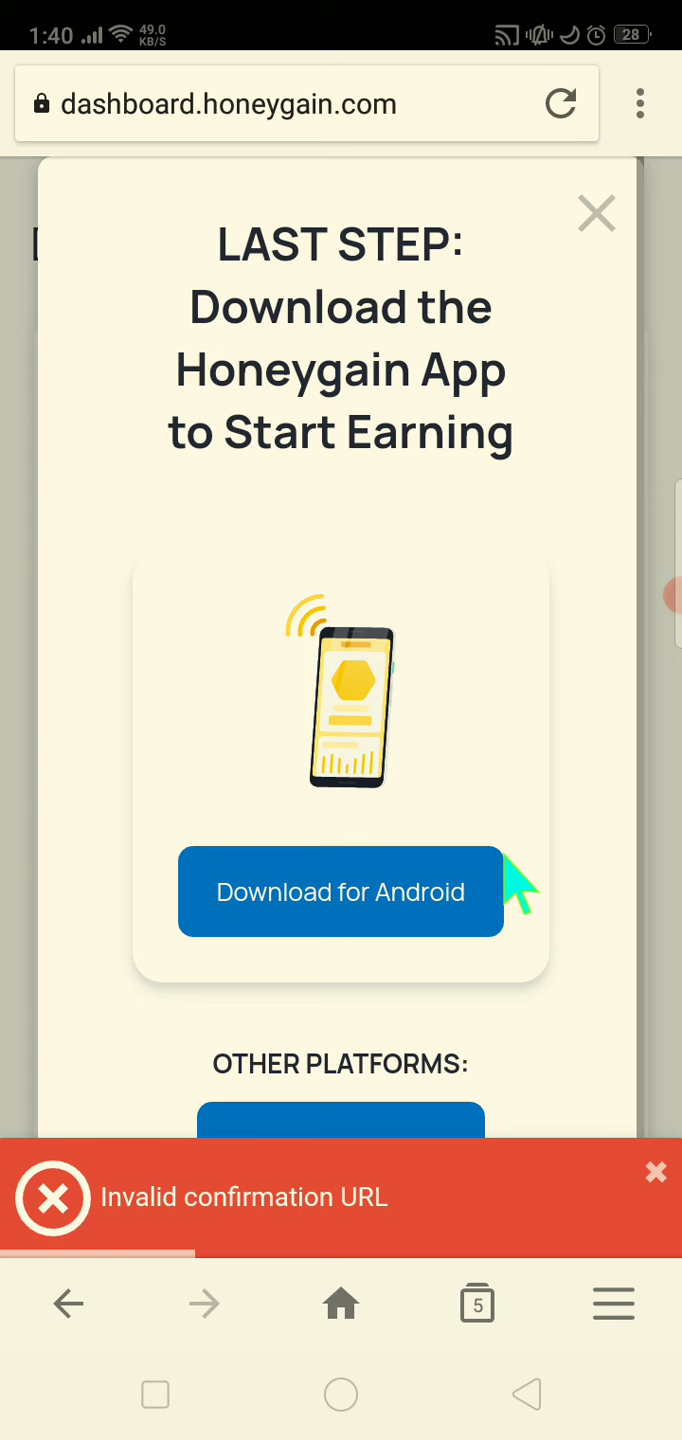 1:40 49.0 KB/S 28
dashboard.honeygain.com
LAST STEP:
Download the
Honeygain App
to Start Earning
Download for Android
OTHER PLATFORMS:
Invalid confirmation URL
5